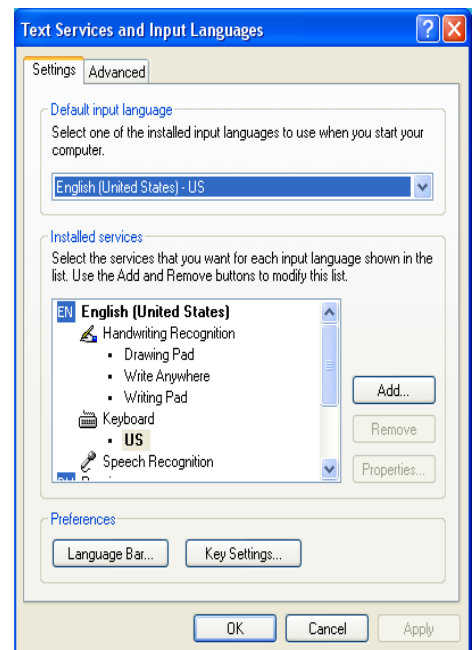 Text Services and Input Languages
Settings
Advanced
Default input language
Select one of the installed input languages to use when you start your
computer.
English (United States) - US
Installed services
Select the services that you want for each input language shown in the
list. Use the Add and Remove buttons to modify this list.
EN English (United States)
Handwriting Recognition
• Drawing Pad
• Write Anywhere
• Writing Pad
Keyboard
• US
Speech Recognition
Add...
Remove
Properties...
Preferences
Language Bar...
Key Settings...
OK
Cancel
Apply